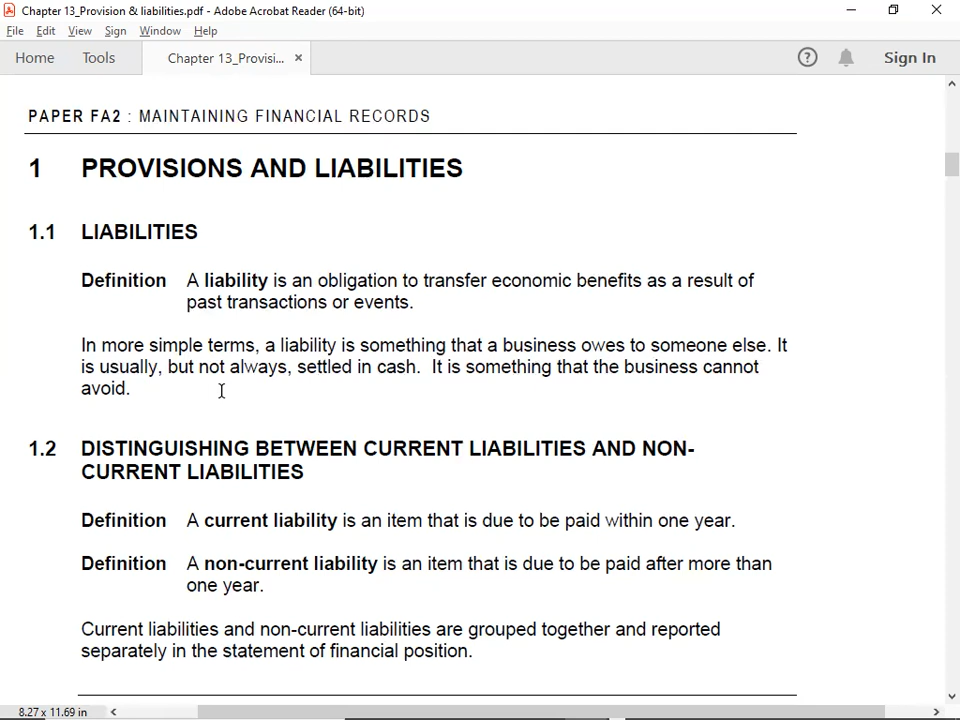 Chapter 13_Provision & liabilities.pdf - Adobe Acrobat Reader (64-bit)
File Edit View Sign Window Help
Home Tools Chapter 13_Provisi... × ? Sign In
PAPER FA2 : MAINTAINING FINANCIAL RECORDS
1 PROVISIONS AND LIABILITIES
1.1 LIABILITIES
Definition A liability is an obligation to transfer economic benefits as a result of
past transactions or events.
In more simple terms, a liability is something that a business owes to someone else. It
is usually, but not always, settled in cash. It is something that the business cannot
avoid.
1.2 DISTINGUISHING BETWEEN CURRENT LIABILITIES AND NON-
CURRENT LIABILITIES
Definition A current liability is an item that is due to be paid within one year.
Definition A non-current liability is an item that is due to be paid after more than
one year.
Current liabilities and non-current liabilities are grouped together and reported
separately in the statement of financial position.
8.27 x 11.69 in